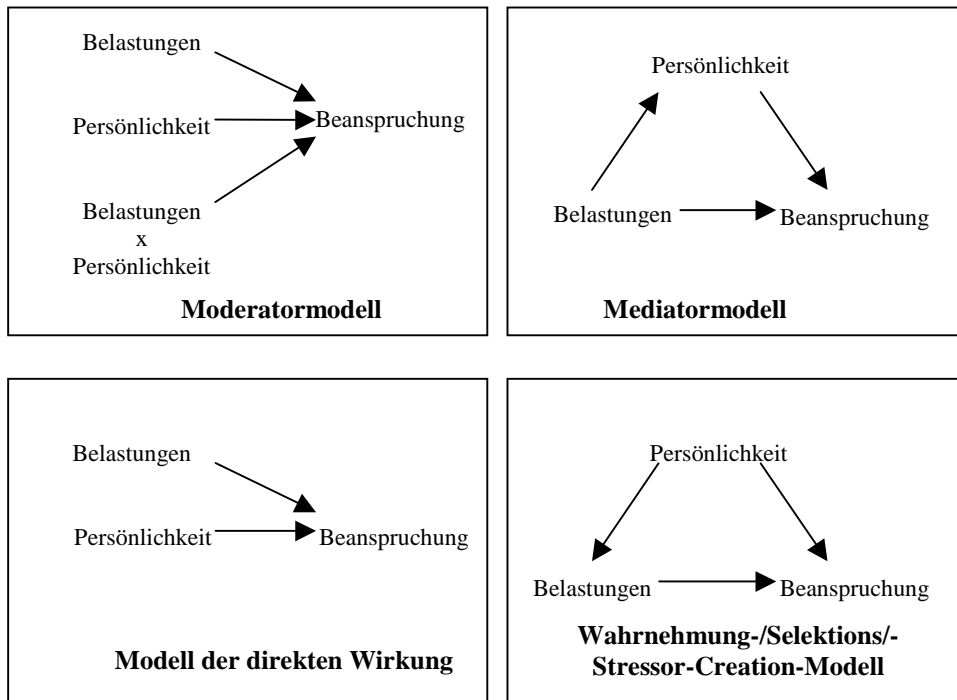 Belastungen
Persönlichkeit
Beanspruchung
Belastungen
x
Persönlichkeit
Moderatormodell
Persönlichkeit
Belastungen
Beanspruchung
Mediatormodell
Belastungen
Persönlichkeit
Beanspruchung
Modell der direkten Wirkung
Persönlichkeit
Belastungen
Beanspruchung
Wahrnehmung-/Selektions/-
Stressor-Creation-Modell